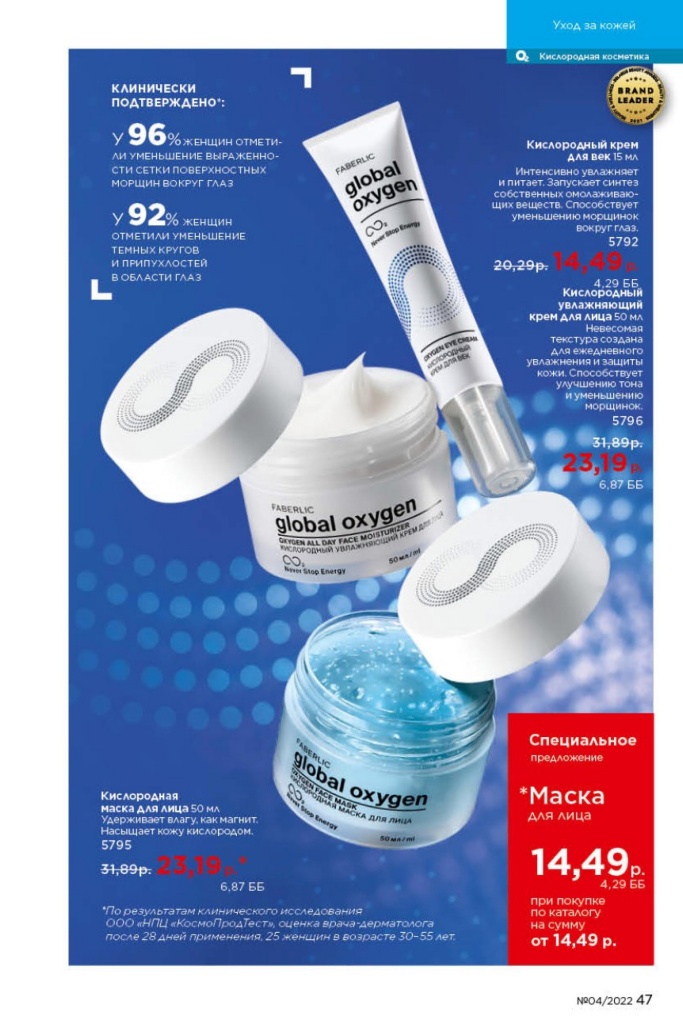 Уход за кожей
O₂ Кислородная косметика
BRAND
LEADER
КЛИНИЧЕСКИ
ПОДТВЕРЖДЕНО*:
У 96% ЖЕНЩИН ОТМЕТИ-
ЛИ УМЕНЬШЕНИЕ ВЫРАЖЕННО-
СТИ СЕТКИ ПОВЕРХНОСТНЫХ
МОРЩИН ВОКРУГ ГЛАЗ
У 92% ЖЕНЩИН
ОТМЕТИЛИ УМЕНЬШЕНИЕ
ТЕМНЫХ КРУГОВ
И ПРИПУХЛОСТЕЙ
В ОБЛАСТИ ГЛАЗ
FABERLIC
global
oxygen
Never Stop Energy
OXYGEN EYE CREAM
КИСЛОРОДНЫЙ
КРЕМ ДЛЯ ВЕК
Кислородный крем
для век 15 мл
Интенсивно увлажняет
и питает. Запускает синтез
собственных омолаживаю-
щих веществ. Способствует
уменьшению морщинок
вокруг глаз.
5792
20,29р. 14,49р.
4,29 ББ
Кислородный
увлажняющий
крем для лица 50 мл
Невесомая
текстура создана
для ежедневного
увлажнения и защиты
кожи. Способствует
улучшению тона
и уменьшению
морщинок.
5796
31,89р.
23,19 р.
6,87 ББ
FABERLIC
global oxygen
OXYGEN ALL DAY FACE MOISTURIZER
КИСЛОРОДНЫЙ УВЛАЖНЯЮЩИЙ КРЕМ ДЛЯ ЛИЦА
Never Stop Energy
50 мл/ml
FABERLIC
global oxygen
OXYGEN FACE MASK
КИСЛОРОДНАЯ МАСКА ДЛЯ ЛИЦА
Never Stop Energy
50 мл/ml
Кислородная
маска для лица 50 мл
Удерживает влагу, как магнит.
Насыщает кожу кислородом.
5795
31,89р. 23,19р.*
6,87 ББ
*По результатам клинического исследования
ООО «НПЦ «КосмоПродТест», оценка врача-дерматолога
после 28 дней применения, 25 женщин в возрасте 30–55 лет.
Специальное
предложение
*Маска
для лица
14,49р.
4,29 ББ
при покупке
по каталогу
на сумму
от 14,49 р.
№04/2022 47